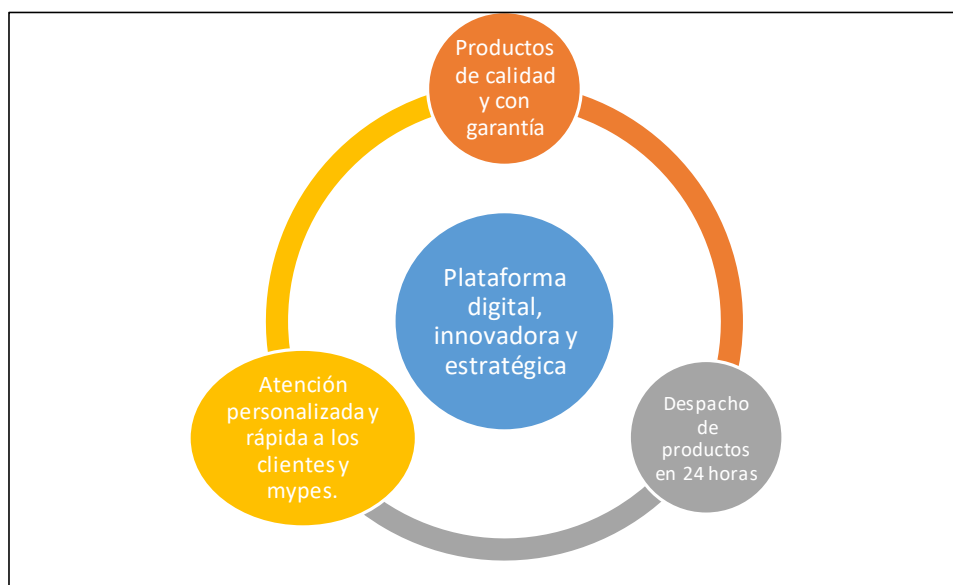 Productos
de calidad
y con
garantía
Plataforma
digital,
innovadora y
estratégica
Atención
personalizada y
rápida a los
clientes y
mypes.
Despacho
de
productos
en 24 horas